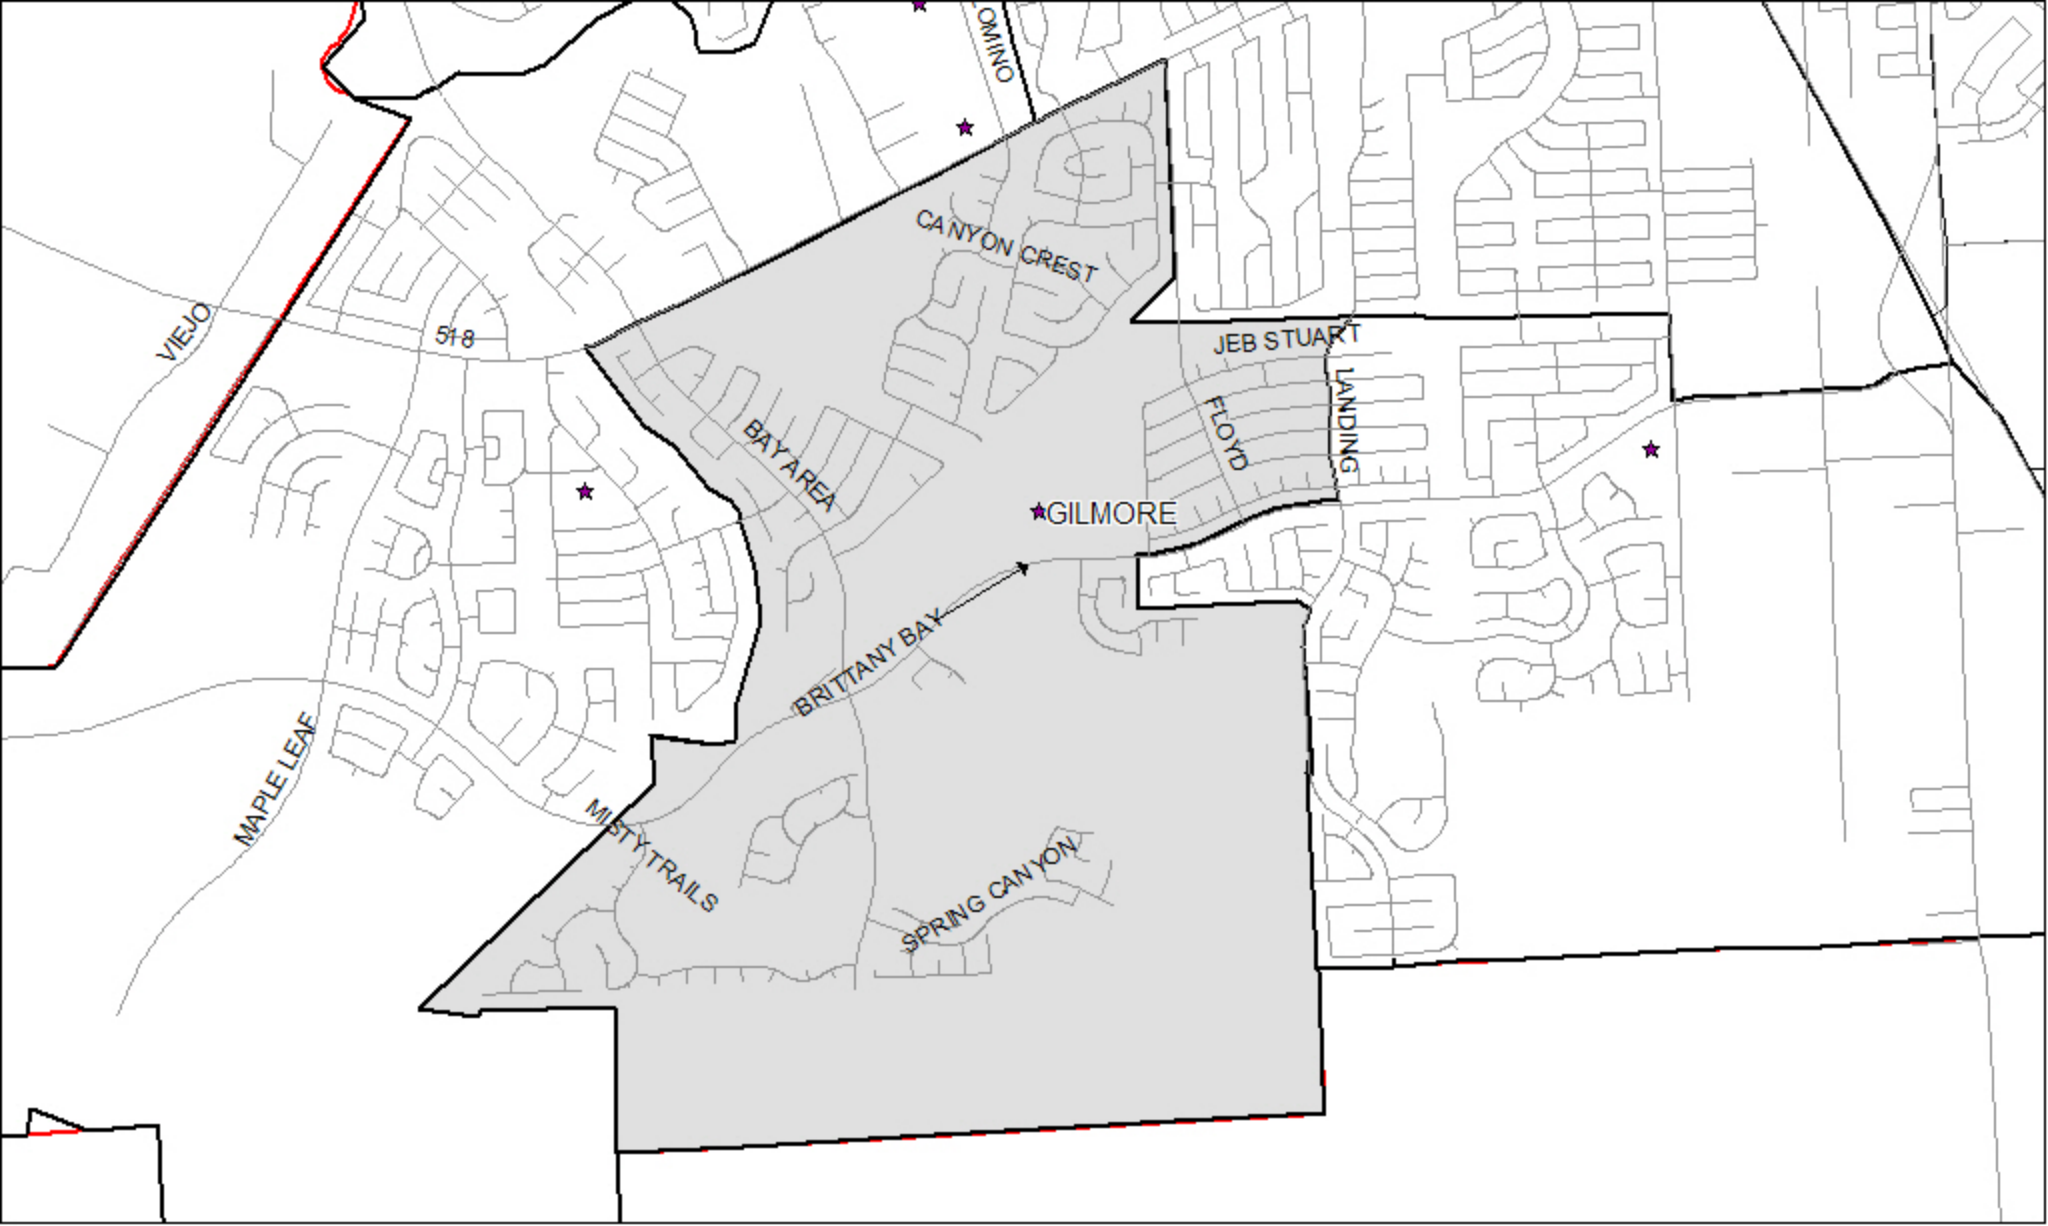 OMINO
CANYON CREST
VIEJO
518
JEB STUART
LANDING
FLOYD
BAY AREA
GILMORE
BRITTANY BAY
MAPLE LEAF
MISTY TRAILS
SPRING CANYON